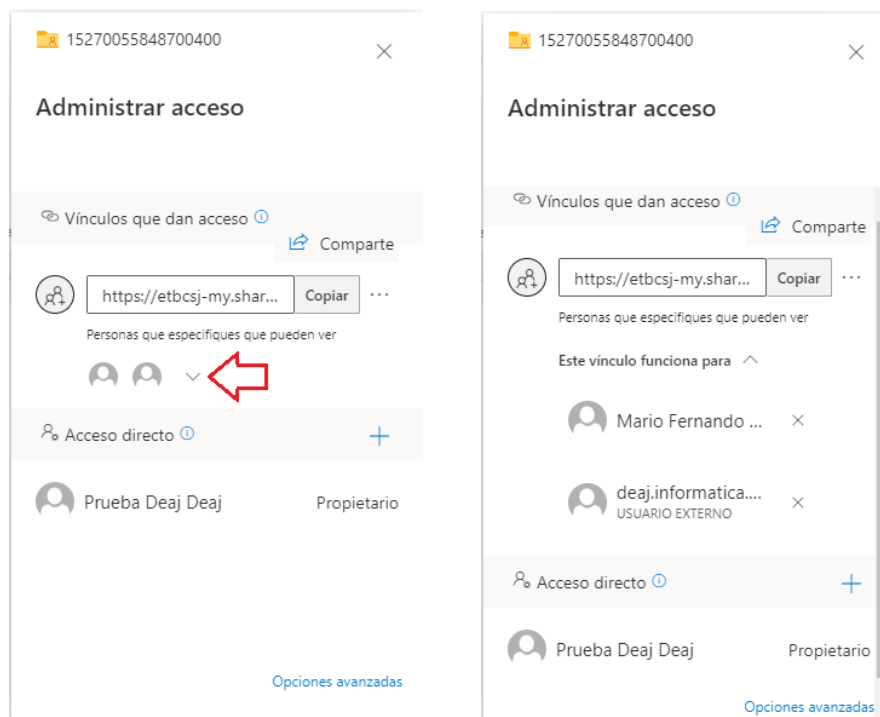 15270055848700400
Administrar acceso
Vínculos que dan acceso
Comparte
https://etbcsj-my.shar...
Copiar
Personas que especifiques que pueden ver
Acceso directo
Prueba Deaj Deaj
Propietario
Opciones avanzadas
15270055848700400
Administrar acceso
Vínculos que dan acceso
Comparte
https://etbcsj-my.shar...
Copiar
Personas que especifiques que pueden ver
Este vínculo funciona para
Mario Fernando ...
deaj.informatica....
USUARIO EXTERNO
Acceso directo
Prueba Deaj Deaj
Propietario
Opciones avanzadas